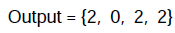 Output = {2, 0, 2, 2}